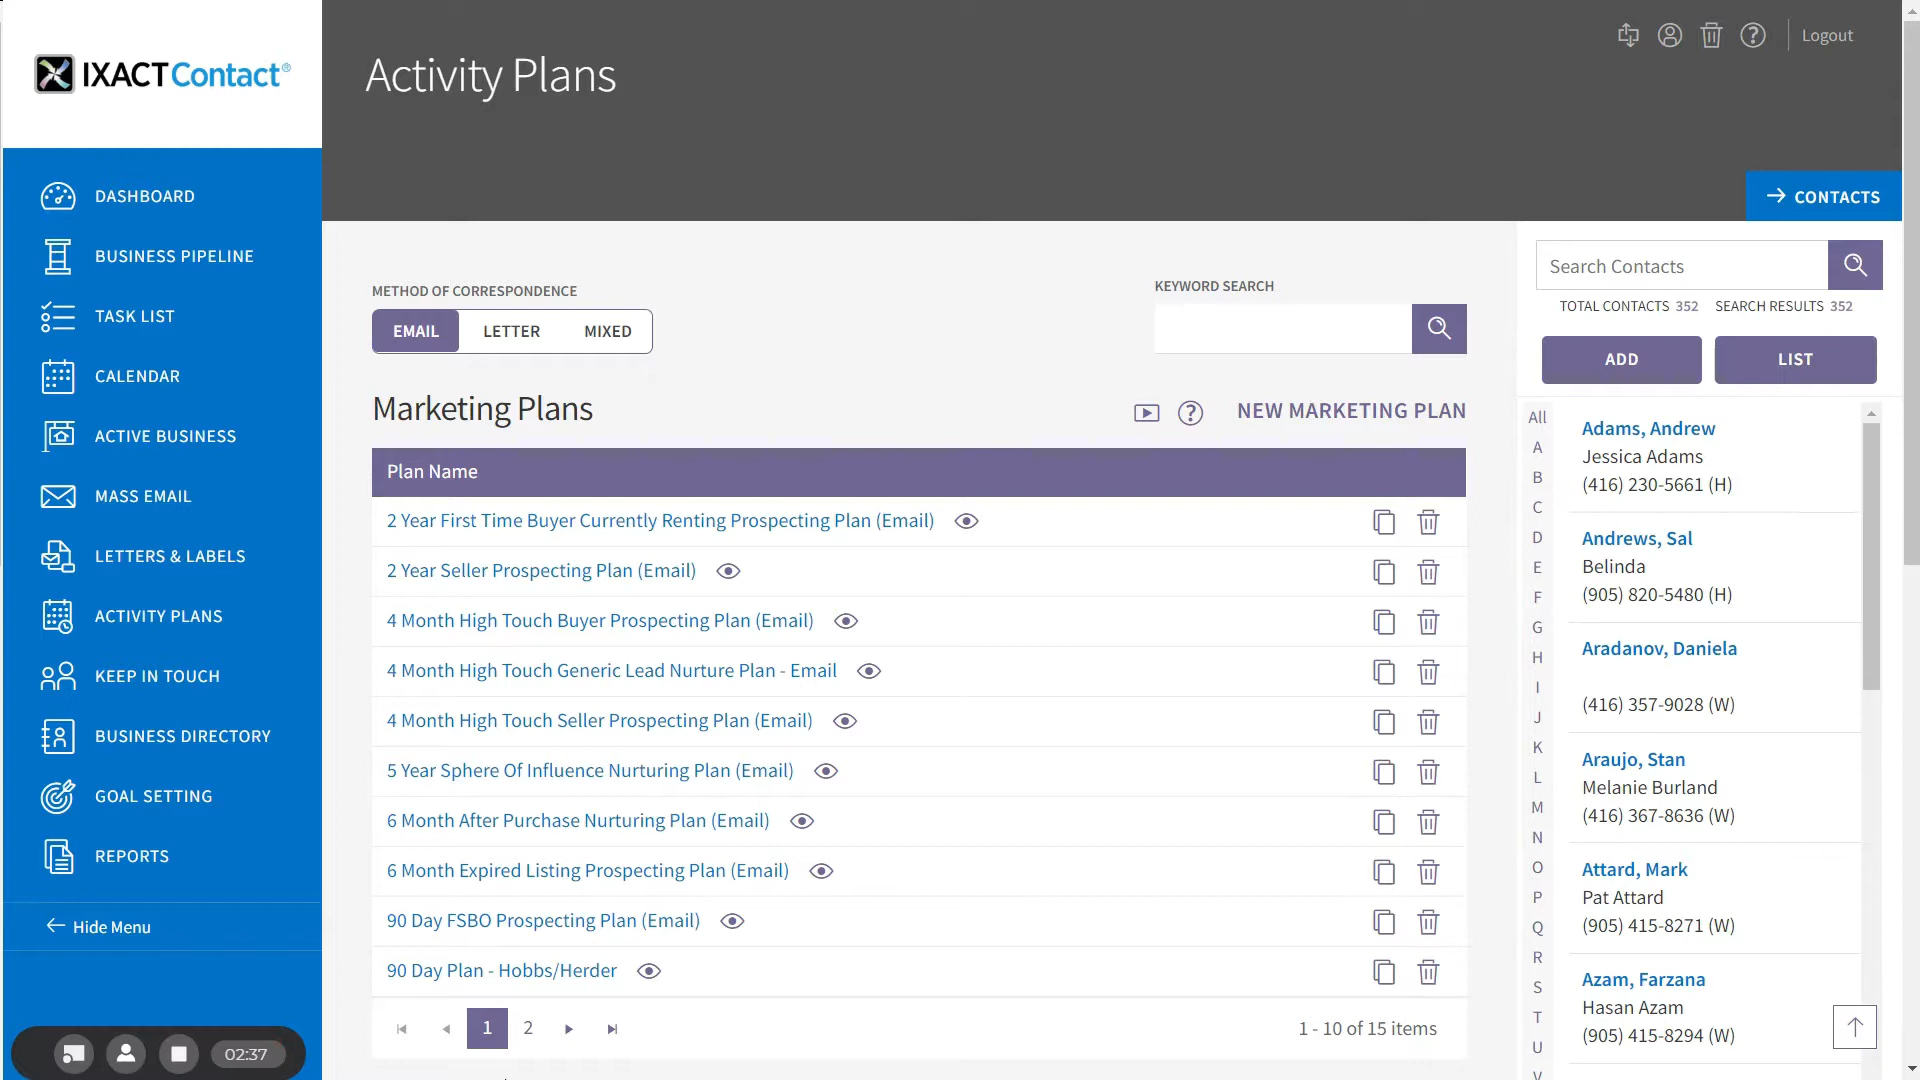 IXACTContact®
Activity Plans
Logout
CONTACTS
DASHBOARD
BUSINESS PIPELINE
TASK LIST
CALENDAR
ACTIVE BUSINESS
MASS EMAIL
LETTERS & LABELS
ACTIVITY PLANS
KEEP IN TOUCH
BUSINESS DIRECTORY
GOAL SETTING
REPORTS
Hide Menu
02:37
METHOD OF CORRESPONDENCE
EMAIL LETTER MIXED
KEYWORD SEARCH
Marketing Plans
NEW MARKETING PLAN
Plan Name
2 Year First Time Buyer Currently Renting Prospecting Plan (Email)
2 Year Seller Prospecting Plan (Email)
4 Month High Touch Buyer Prospecting Plan (Email)
4 Month High Touch Generic Lead Nurture Plan - Email
4 Month High Touch Seller Prospecting Plan (Email)
5 Year Sphere Of Influence Nurturing Plan (Email)
6 Month After Purchase Nurturing Plan (Email)
6 Month Expired Listing Prospecting Plan (Email)
90 Day FSBO Prospecting Plan (Email)
90 Day Plan - Hobbs/Herder
1 2
1 - 10 of 15 items
Search Contacts
TOTAL CONTACTS 352 SEARCH RESULTS 352
ADD LIST
All
A
B
C
D
E
F
G
H
I
J
K
L
M
N
O
P
Q
R
S
T
U
V
Adams, Andrew
Jessica Adams
(416) 230-5661 (H)
Andrews, Sal
Belinda
(905) 820-5480 (H)
Aradanov, Daniela
(416) 357-9028 (W)
Araujo, Stan
Melanie Burland
(416) 367-8636 (W)
Attard, Mark
Pat Attard
(905) 415-8271 (W)
Azam, Farzana
Hasan Azam
(905) 415-8294 (W)